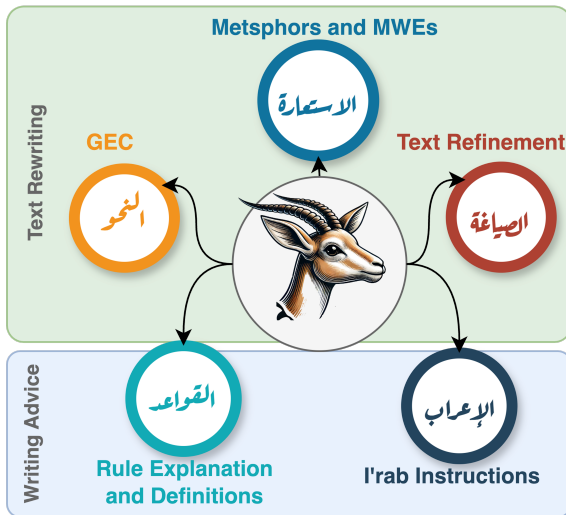 Metsphors and MWEs
الاستعارة
GEC
النحو
Text Refinement
الصياغة
Text Rewriting
القواعد
Rule Explanation
and Definitions
الإعراب
I'rab Instructions
Writing Advice